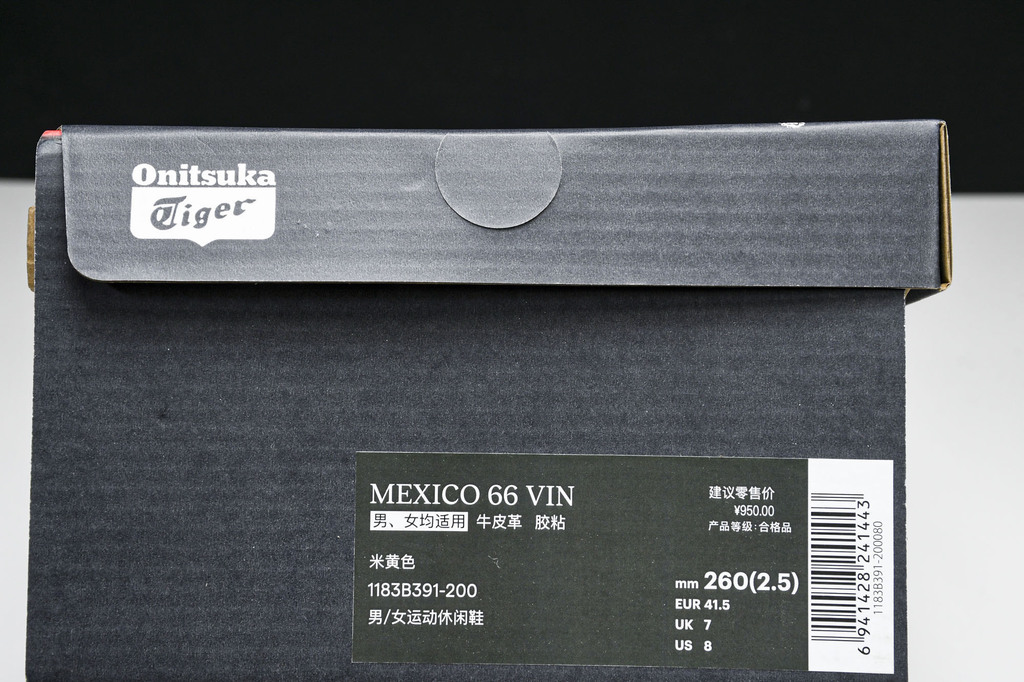 Onitsuka
Tiger
MEXICO 66 VIN
男、女均适用 牛皮革 胶粘
米黄色
1183B391-200
男/女运动休闲鞋
建议零售价
¥950.00
产品等级:合格品
mm 260(2.5)
EUR 41.5
UK 7
US 8
6 941428 241443
1183B391-200080